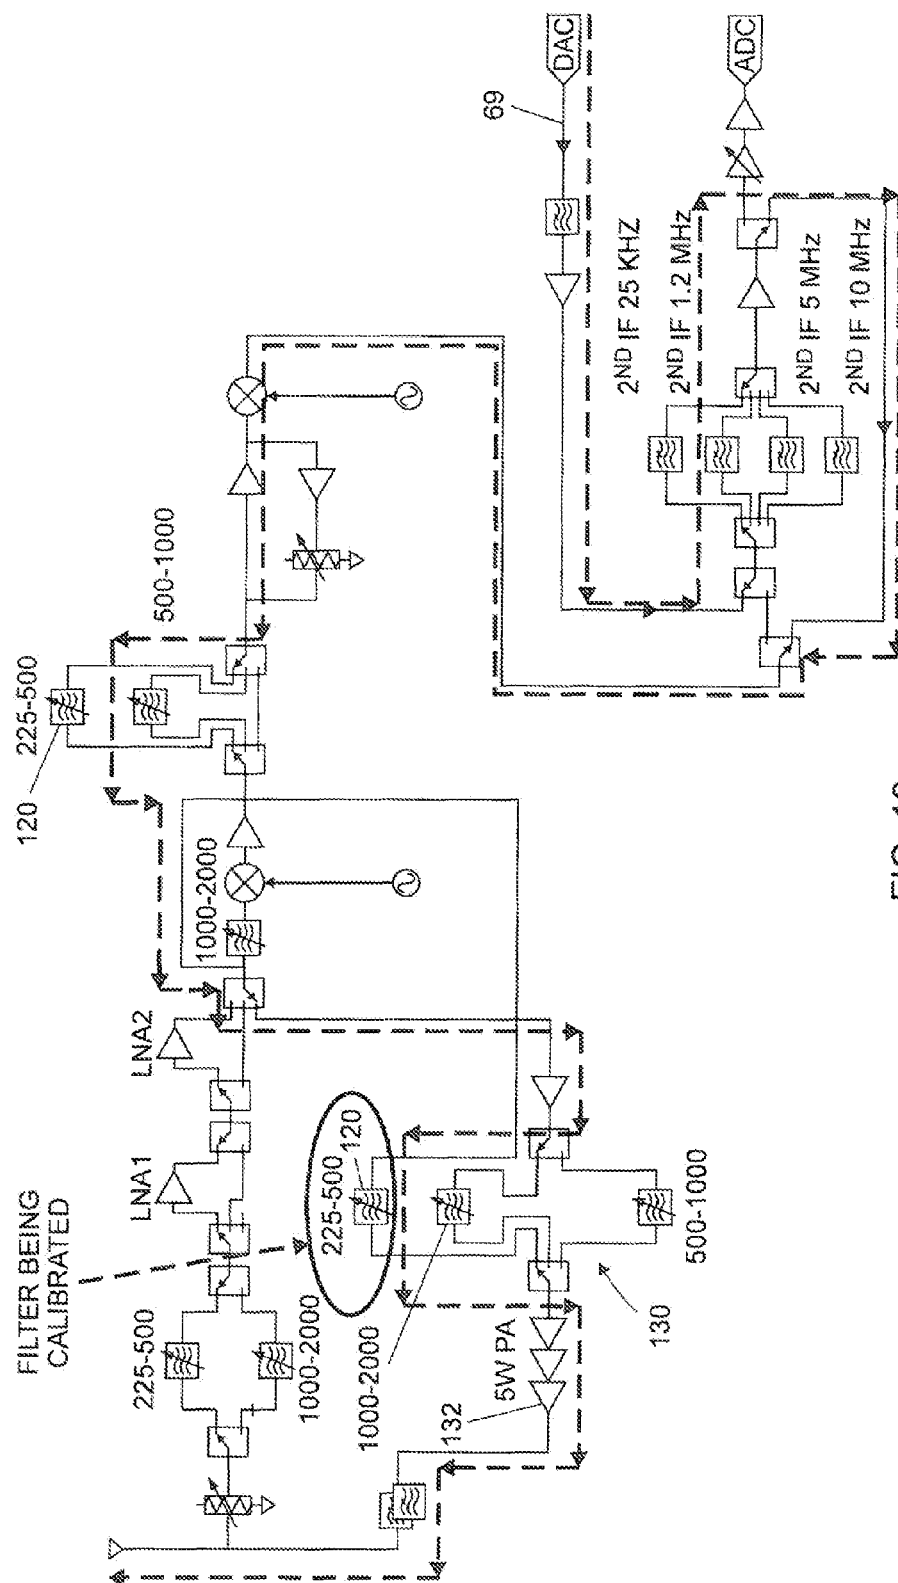 FILTER BEING
CALIBRATED
225-500
1000-2000
LNA1
LNA2
1000-2000
120
225-500
500-1000
225-500
120
1000-2000
500-1000
130
5W PA
132
DAC
69
ADC
2ND IF 25 KHZ
2ND IF 1.2 MHz
2ND IF 5 MHz
2ND IF 10 MHz